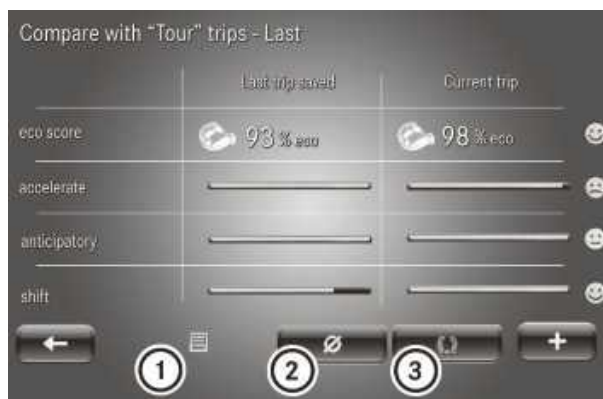 Compare with “Tour” trips - Last
Last trip saved
Current trip
eco score
93 % eco
98 % eco
accelerate
anticipatory
shift
Ø
1
2
3
+